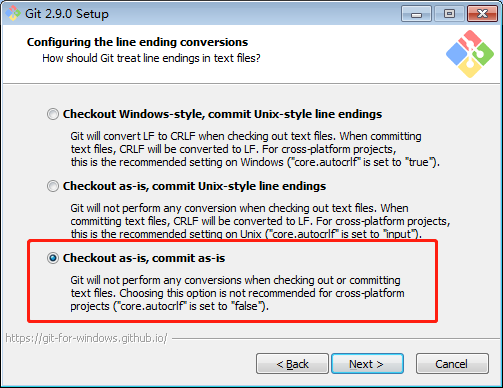 Git 2.9.0 Setup
Configuring the line ending conversions
How should Git treat line endings in text files?
Checkout Windows-style, commit Unix-style line endings
Git will convert LF to CRLF when checking out text files. When committing
text files, CRLF will be converted to LF. For cross-platform projects,
this is the recommended setting on Windows ("core.autocrlf" is set to "true").
Checkout as-is, commit Unix-style line endings
Git will not perform any conversion when checking out text files. When
committing text files, CRLF will be converted to LF. For cross-platform projects,
this is the recommended setting on Unix ("core.autocrlf" is set to "input").
Checkout as-is, commit as-is
Git will not perform any conversions when checking out or committing
text files. Choosing this option is not recommended for cross-platform
projects ("core.autocrlf" is set to "false").
https://git-for-windows.github.io/
< Back
Next >
Cancel